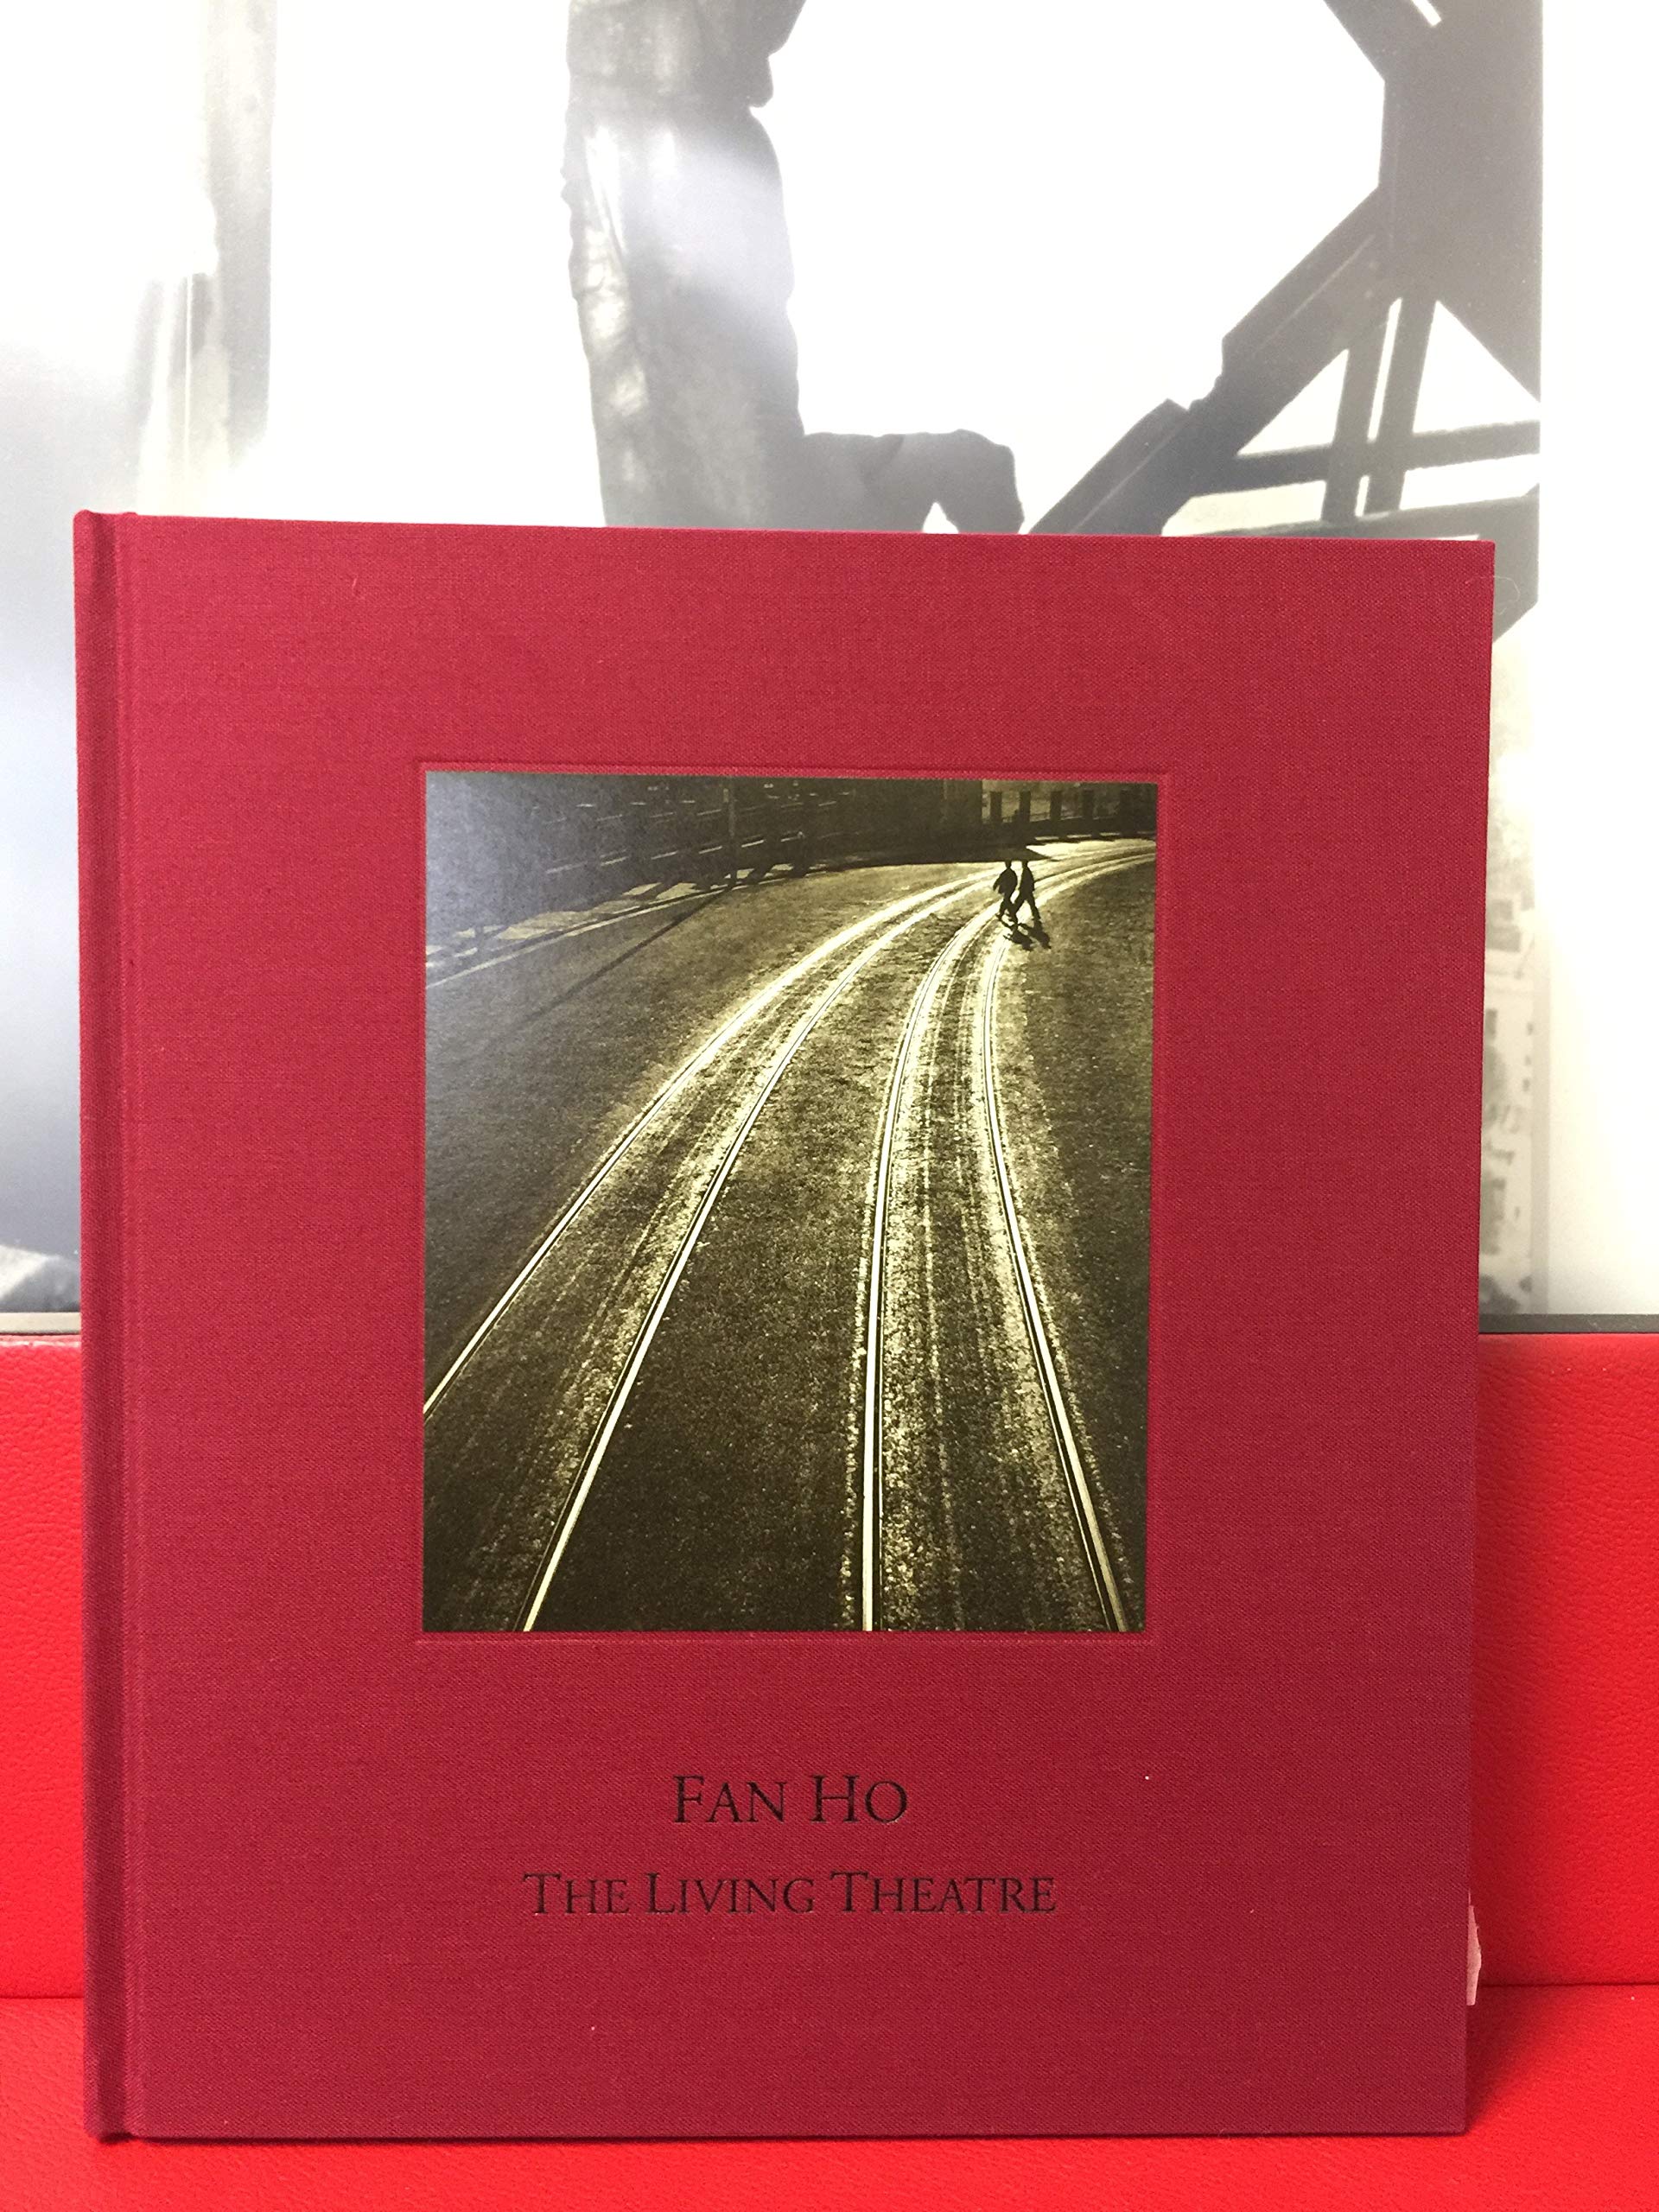 FAN HO
THE LIVING THEATRE